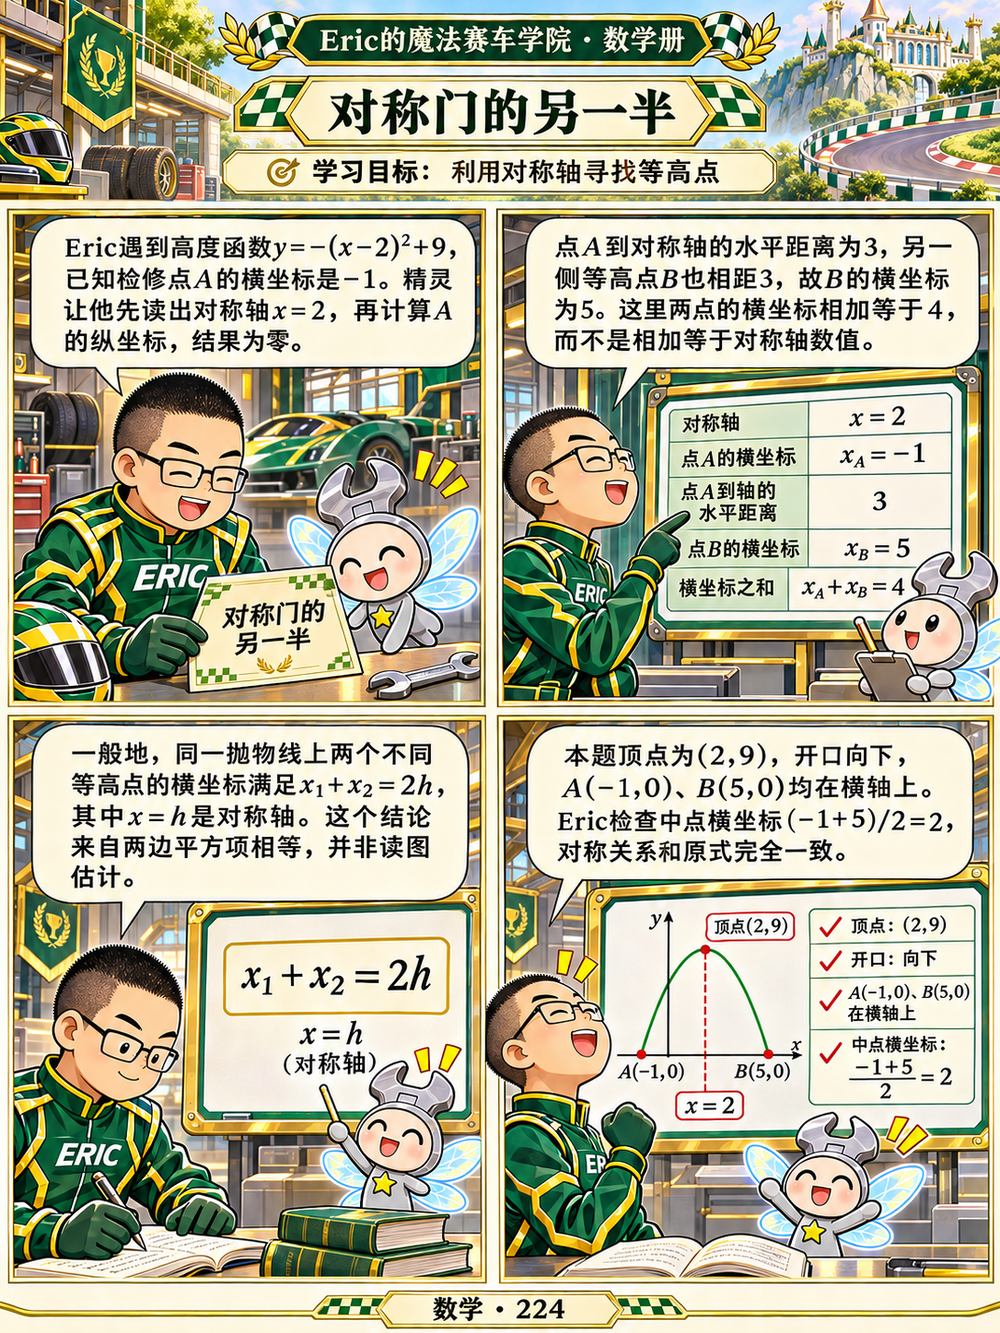 Eric的魔法赛车学院·数学册
对称门的另一半
学习目标：利用对称轴寻找等高点
Eric遇到高度函数y=−(x−2)²+9，
已知检修点A的横坐标是−1。精灵
让他先读出对称轴x=2，再计算A
的纵坐标，结果为零。
ERIC
对称门的
另一半
点A到对称轴的水平距离为3，另一
侧等高点B也相距3，故B的横坐标
为5。这里两点的横坐标相加等于4，
而不是相加等于对称轴数值。
对称轴 x=2
点A的横坐标 x_A=−1
点A到轴的
水平距离 3
点B的横坐标 x_B=5
横坐标之和 x_A+x_B=4
ERIC
一般地，同一抛物线上两个不同
等高点的横坐标满足x₁+x₂=2h，
其中x=h是对称轴。这个结论
来自两边平方项相等，并非读图
估计。
x₁+x₂=2h
x=h
（对称轴）
ERIC
本题顶点为(2,9)，开口向下，
A(−1,0)、B(5,0)均在横轴上。
Eric检查中点横坐标(−1+5)/2=2，
对称关系和原式完全一致。
y
顶点(2,9)
x
A(−1,0)
B(5,0)
x=2
顶点：(2,9)
开口：向下
A(−1,0)、B(5,0)
在横轴上
中点横坐标：
(−1+5)/2=2
ER
数学·224